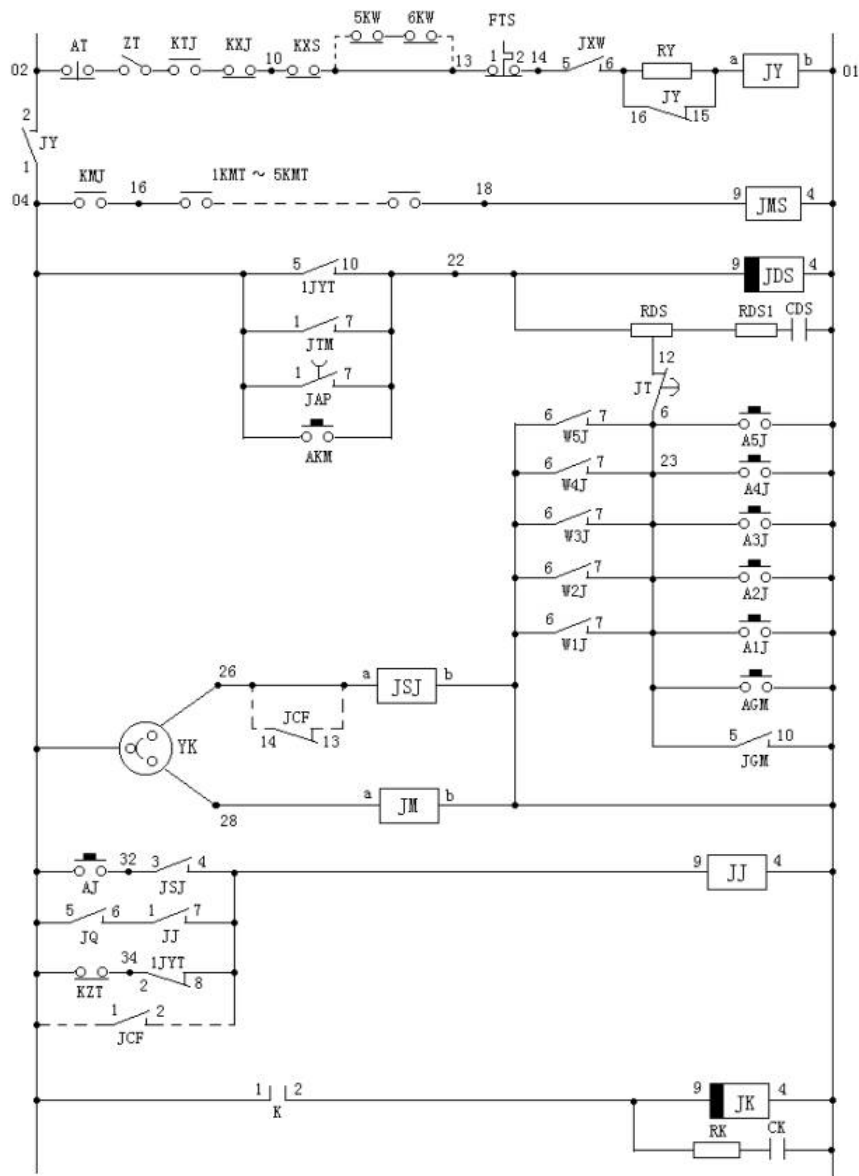 5KW 6KW FTS
AT ZT KTJ KXJ 10 KXS JXW RY
02 13 1 2 14 5 6 a JY b 01
JY
16 15
2
JY
1
KMJ 16 1KMT ~ 5KMT 18
04 9 JMS 4
5 10 22 9 JDS 4
1JYT
RDS RDS1 CDS
1 7
JTM
12
1 7 JT
JAP
6 7 6
W5J A5J
AKM
6 7 23
W4J A4J
6 7
W3J A3J
6 7
W2J A2J
6 7
W1J A1J
26 a JSJ b
AGM
JCF
14 13
YK 5 10
JGM
a JM b
28
32 3 4 9 JJ 4
AJ JSJ
5 6 1 7
JQ JJ
34 1JYT
KZT 2 8
1 2
JCF
1 2 9 JK 4
K
RK CK